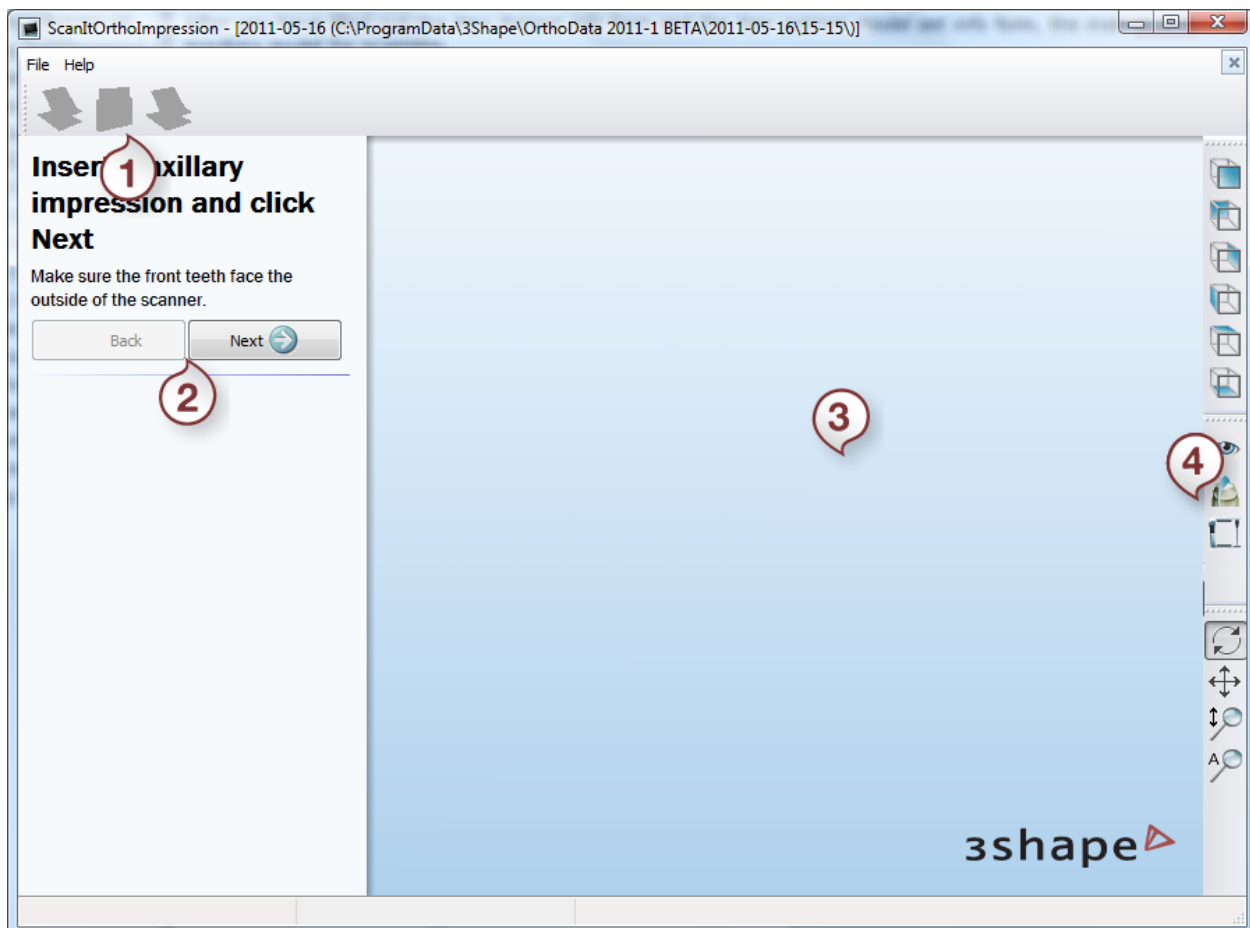 ScanItOrthoImpression - [2011-05-16 (C:\ProgramData\3Shape\OrthoData 2011-1 BETA\2011-05-16\15-15\)]
File Help
1
Inser xillary
impression and click
Next
Make sure the front teeth face the
outside of the scanner.
Back Next
2
3
4
A
3shape